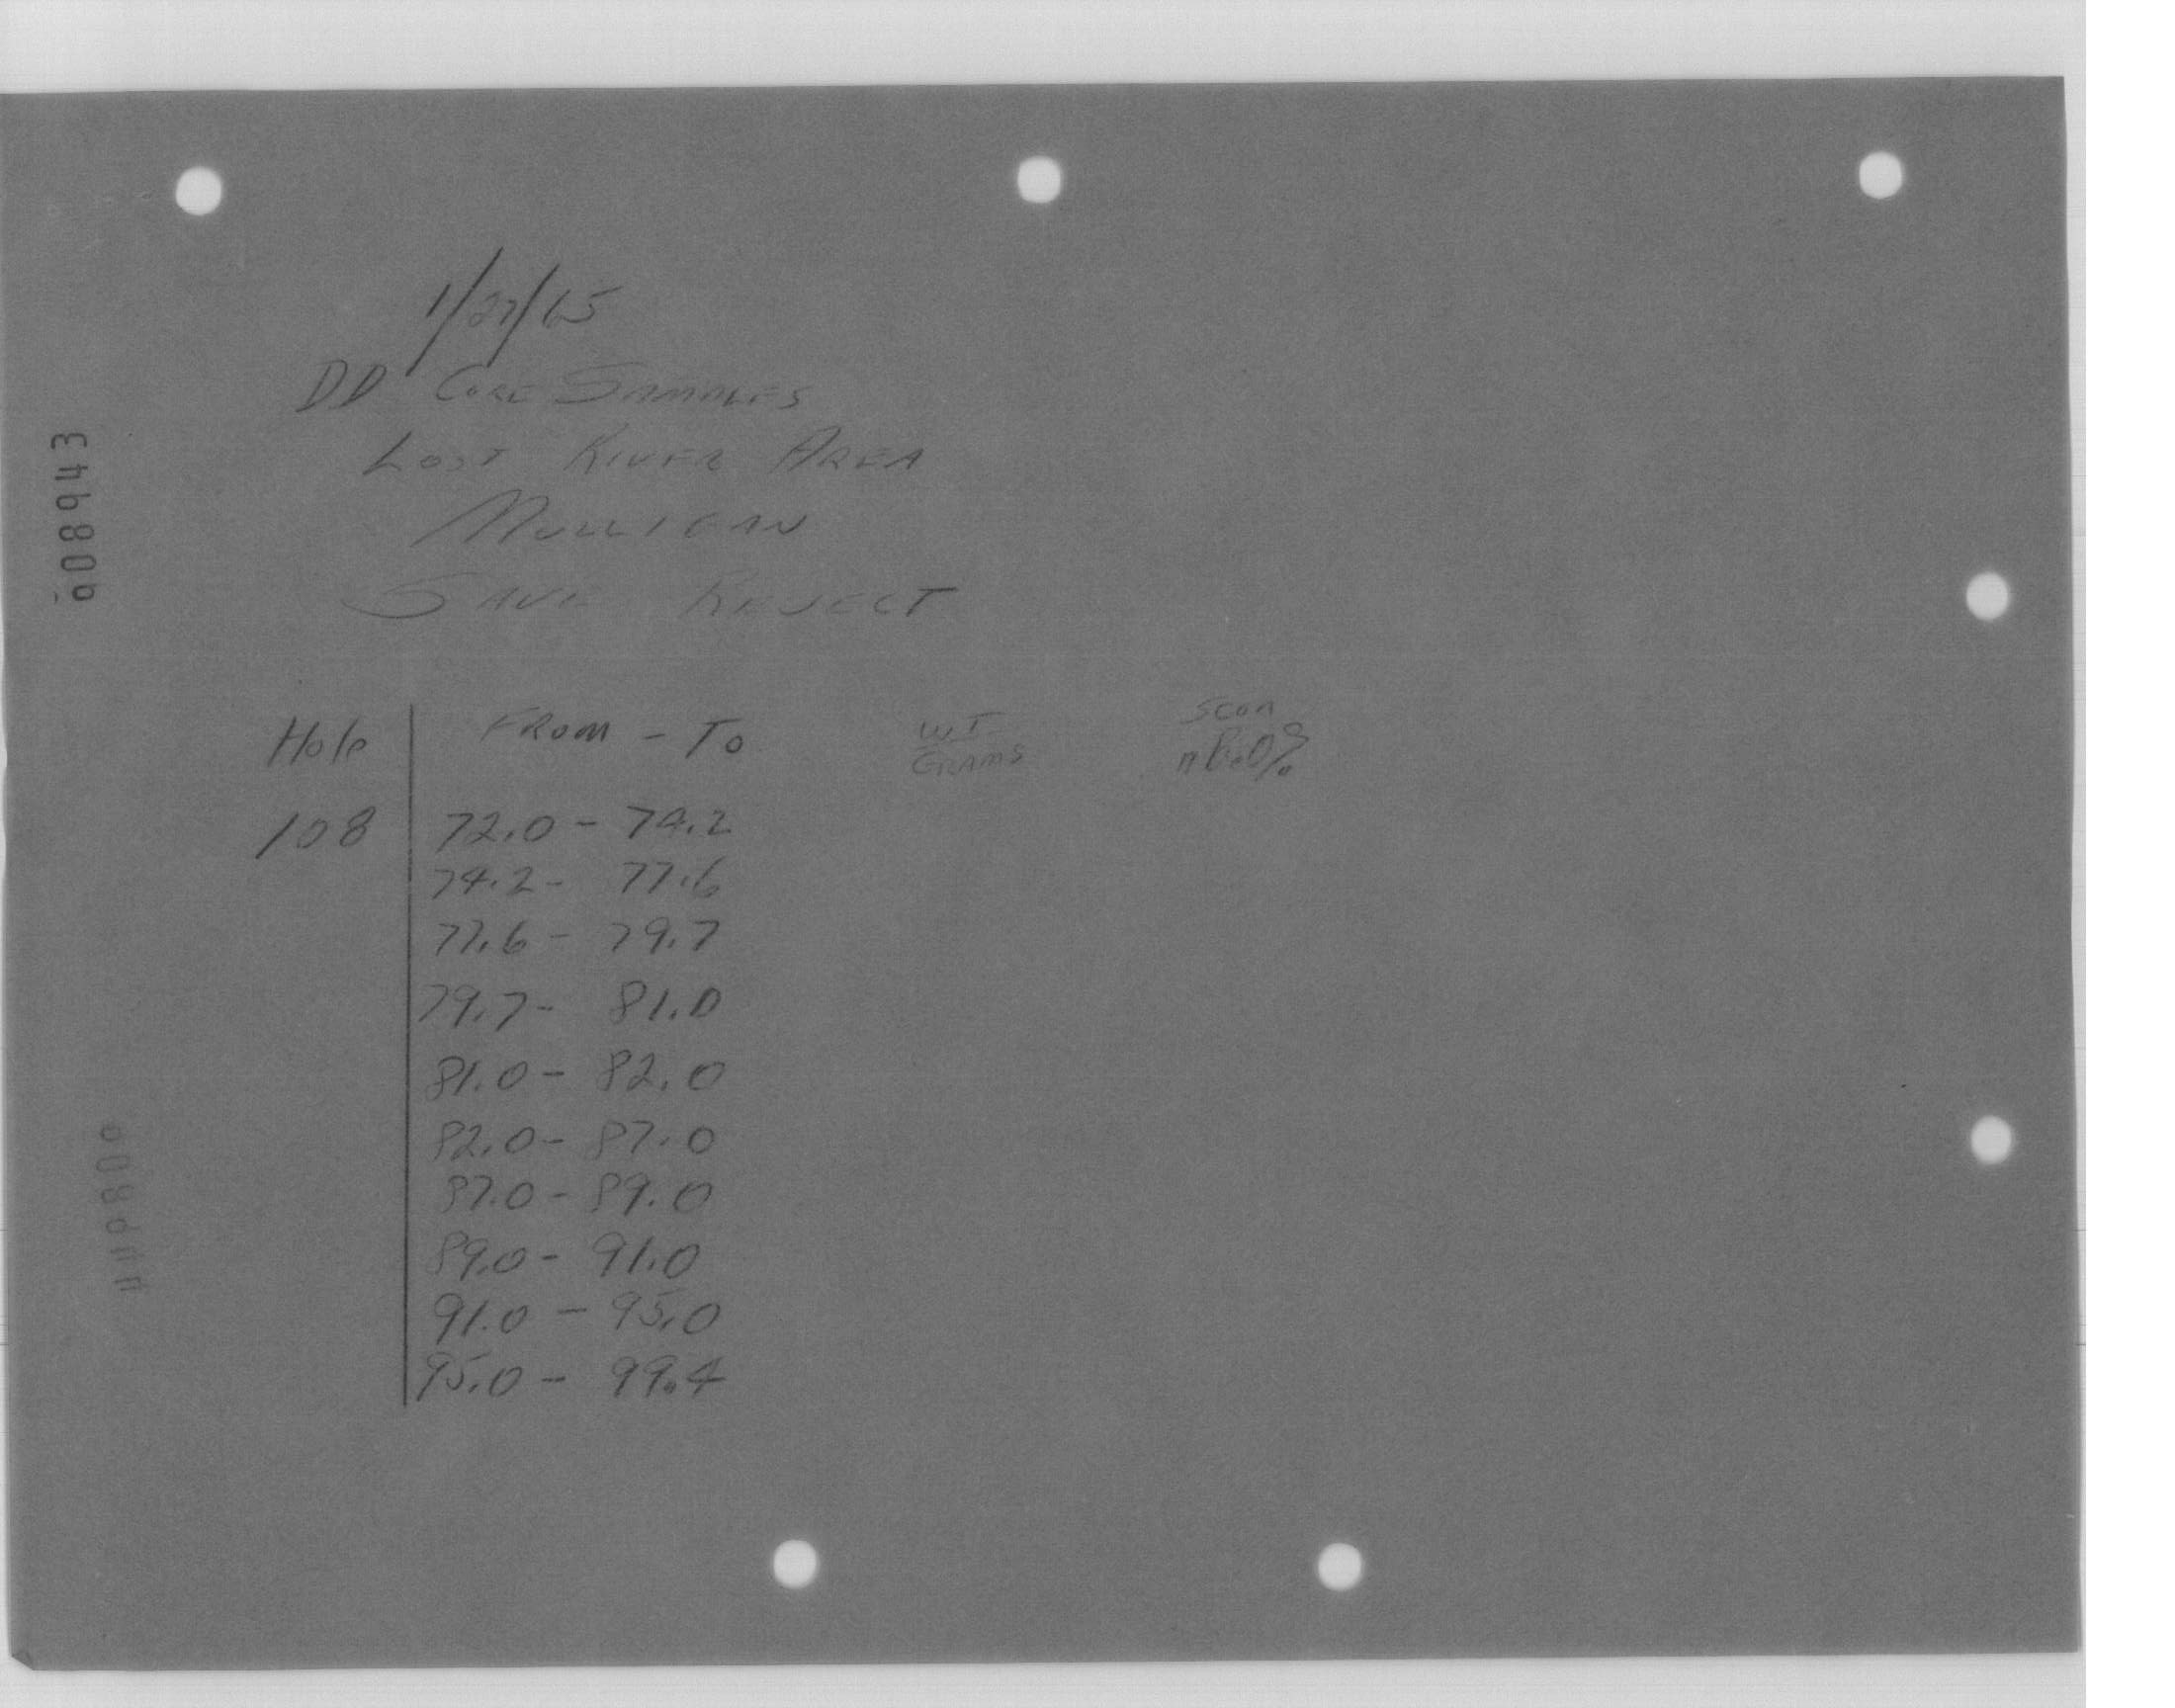 1/27/65
DD Core Samples
Lost River Area
Mulligan
Save Reject
Hole From - To WT Grams Scan BeO%
108 72.0 - 74.2
74.2 - 77.6
77.6 - 79.7
79.7 - 81.0
81.0 - 82.0
82.0 - 87.0
87.0 - 89.0
89.0 - 91.0
91.0 - 95.0
95.0 - 99.4